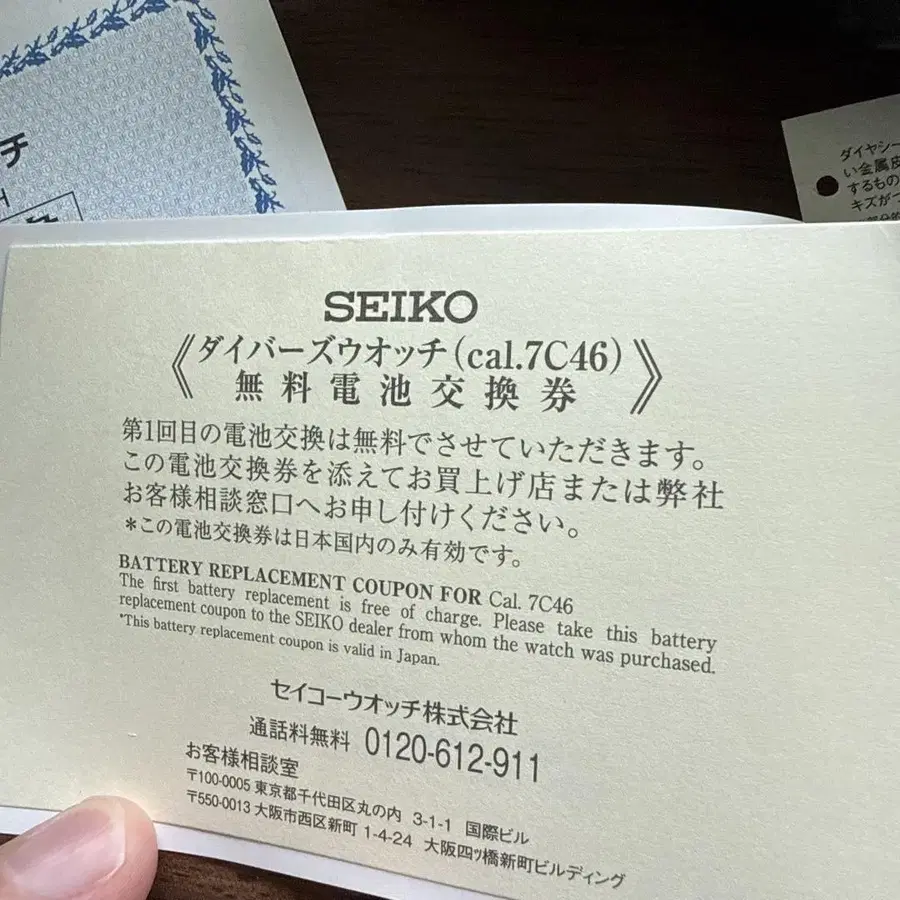 チ
ダイヤシー
い金属皮
するもの
キズがつ
SEIKO
《ダイバーズウオッチ(cal.7C46)
無料電池交換券》
第1回目の電池交換は無料でさせていただきます。
この電池交換券を添えてお買上げ店または弊社
お客様相談窓口へお申し付けください。
*この電池交換券は日本国内のみ有効です。
BATTERY REPLACEMENT COUPON FOR Cal. 7C46
The first battery replacement is free of charge. Please take this battery
replacement coupon to the SEIKO dealer from whom the watch was purchased.
*This battery replacement coupon is valid in Japan.
セイコーウオッチ株式会社
通話料無料 0120-612-911
お客様相談室
〒100-0005 東京都千代田区丸の内 3-1-1 国際ビル
〒550-0013 大阪市西区新町 1-4-24 大阪四ツ橋新町ビルディング